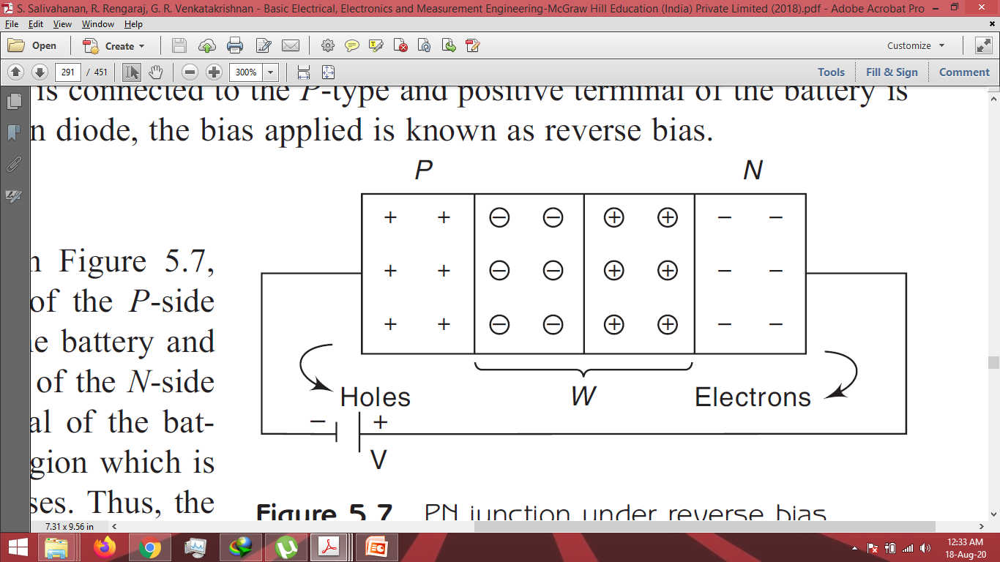 S. Salivahanan, R. Rengaraj, G. R. Venkatakrishnan - Basic Electrical, Electronics and Measurement Engineering-McGraw Hill Education (India) Private Limited (2018).pdf - Adobe Acrobat Pro
File Edit View Window Help
Open Create Customize
291 / 451 300% Tools Fill & Sign Comment
is connected to the P-type and positive terminal of the battery is
n diode, the bias applied is known as reverse bias.
P N
+ + ⊖ ⊖ ⊕ ⊕ − −
+ + ⊖ ⊖ ⊕ ⊕ − −
+ + ⊖ ⊖ ⊕ ⊕ − −
Holes W Electrons
− +
V
n Figure 5.7,
of the P-side
e battery and
of the N-side
al of the bat-
gion which is
ses. Thus, the
Figure 5.7 PN junction under reverse bias
7.31 x 9.56 in
12:33 AM
18-Aug-20